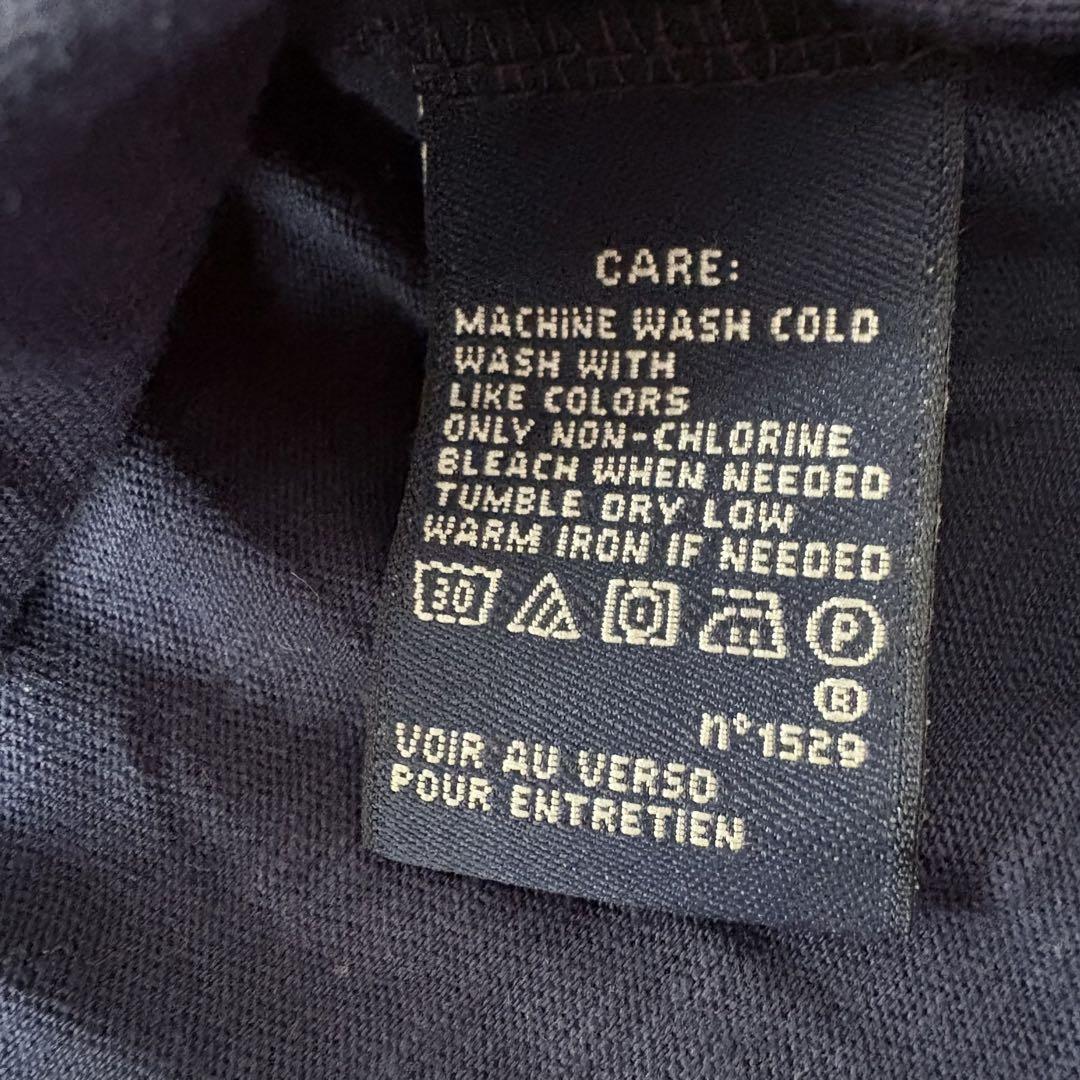 CARE:
MACHINE WASH COLD
WASH WITH
LIKE COLORS
ONLY NON-CHLORINE
BLEACH WHEN NEEDED
TUMBLE DRY LOW
WARM IRON IF NEEDED
30 P
®
n°1529
VOIR AU VERSO
POUR ENTRETIEN